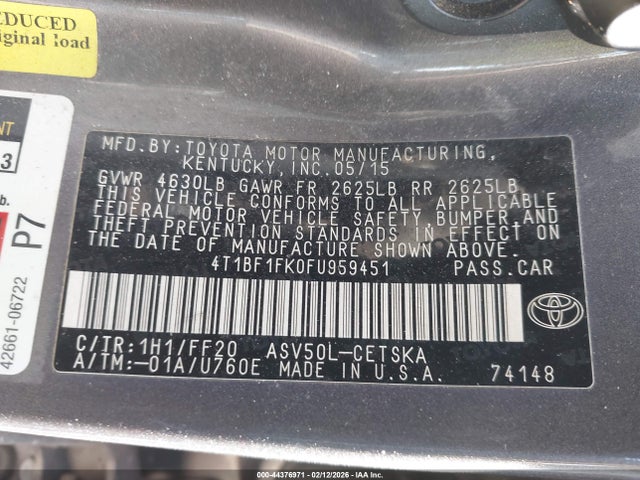 EDUCED
iginal load
NT
3
b.
P7
42661-06722
MFD.BY:TOYOTA MOTOR MANUFACTURING,
KENTUCKY,INC.05/15
GVWR 4630LB GAWR FR 2625LB RR 2625LB
THIS VEHICLE CONFORMS TO ALL APPLICABLE
FEDERAL MOTOR VEHICLE SAFETY, BUMPER AND
THEFT PREVENTION STANDARDS IN EFFECT ON
THE DATE OF MANUFACTURE SHOWN ABOVE.
4T1BF1FK0FU959451 PASS.CAR
C/TR:1H1/FF20 ASV50L-CETSKA
A/TM:-01A/U760E MADE IN U.S.A. 74148
© IAA - 44376971 - 02/12/2026 - IAA Inc.